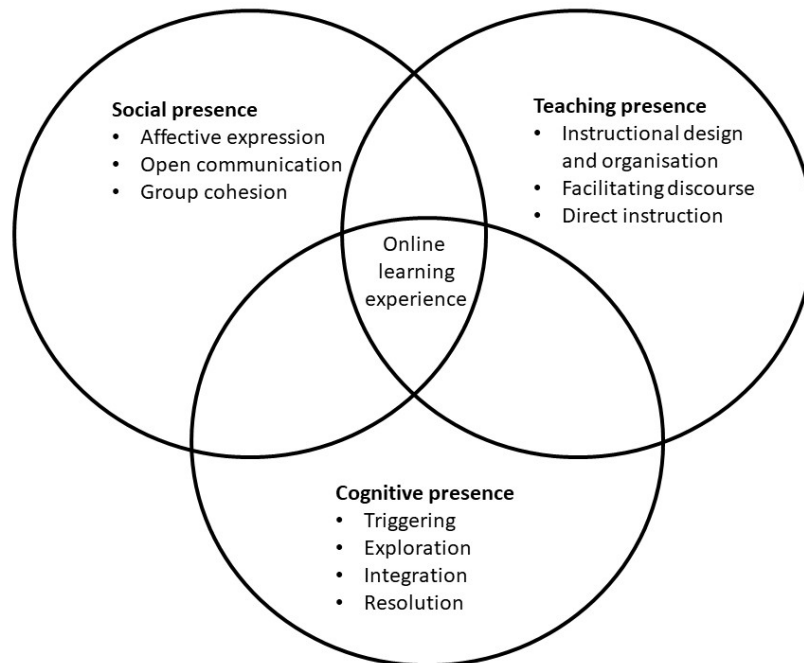 Social presence
• Affective expression
• Open communication
• Group cohesion
Teaching presence
• Instructional design
and organisation
• Facilitating discourse
• Direct instruction
Online
learning
experience
Cognitive presence
• Triggering
• Exploration
• Integration
• Resolution